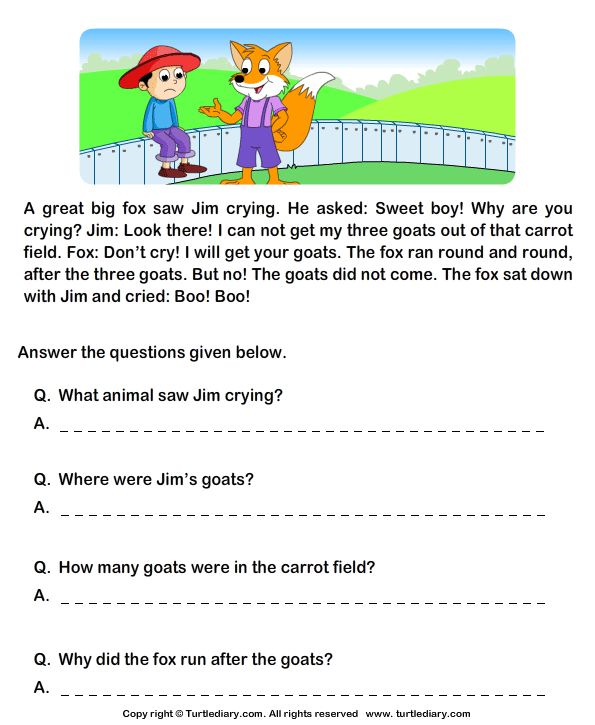 A great big fox saw Jim crying. He asked: Sweet boy! Why are you
crying? Jim: Look there! I can not get my three goats out of that carrot
field. Fox: Don’t cry! I will get your goats. The fox ran round and round,
after the three goats. But no! The goats did not come. The fox sat down
with Jim and cried: Boo! Boo!
Answer the questions given below.
Q. What animal saw Jim crying?
A. _ _ _ _ _ _ _ _ _ _ _ _ _ _ _ _ _ _ _ _ _ _ _ _ _ _ _ _ _ _ _ _ _ _ _ _
Q. Where were Jim’s goats?
A. _ _ _ _ _ _ _ _ _ _ _ _ _ _ _ _ _ _ _ _ _ _ _ _ _ _ _ _ _ _ _ _ _ _ _ _
Q. How many goats were in the carrot field?
A. _ _ _ _ _ _ _ _ _ _ _ _ _ _ _ _ _ _ _ _ _ _ _ _ _ _ _ _ _ _ _ _ _ _ _ _
Q. Why did the fox run after the goats?
A. _ _ _ _ _ _ _ _ _ _ _ _ _ _ _ _ _ _ _ _ _ _ _ _ _ _ _ _ _ _ _ _ _ _ _ _
Copy right © Turtlediary.com. All rights reserved www. turtlediary.com